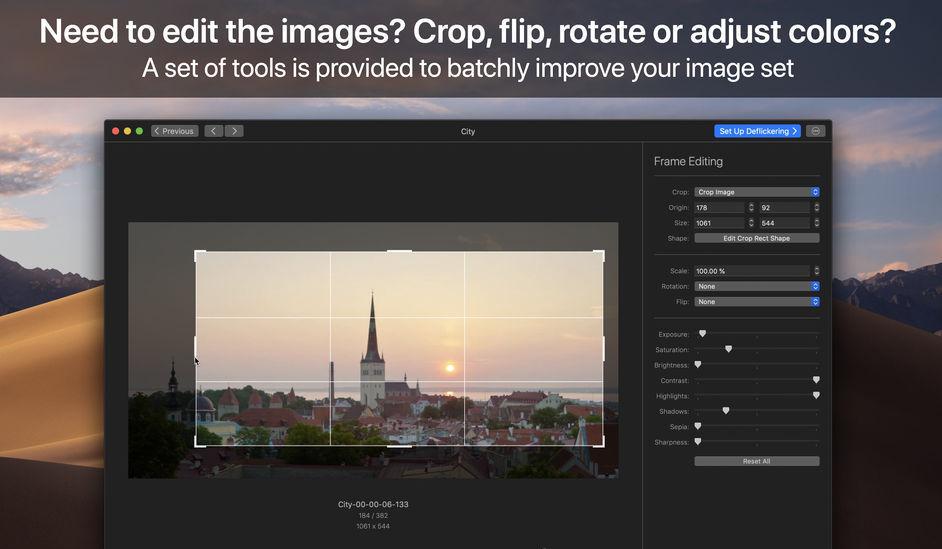 Need to edit the images? Crop, flip, rotate or adjust colors?
A set of tools is provided to batchly improve your image set
Previous
City
Set Up Deflickering
Frame Editing
Crop: Crop Image
Origin: 178 92
Size: 1061 544
Shape: Edit Crop Rect Shape
Scale: 100.00 %
Rotation: None
Flip: None
Exposure:
Saturation:
Brightness:
Contrast:
Highlights:
Shadows:
Sepia:
Sharpness:
Reset All
City-00-00-06-133
184 / 382
1061 x 544